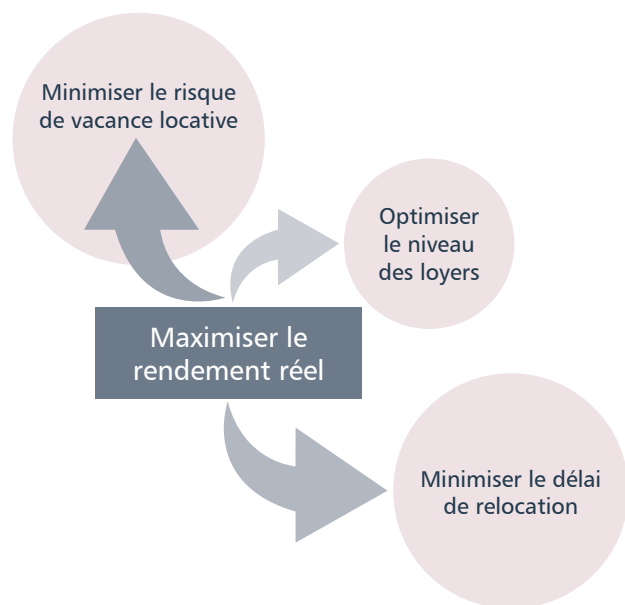 Minimiser le risque
de vacance locative
Optimiser
le niveau
des loyers
Maximiser le
rendement réel
Minimiser le délai
de relocation